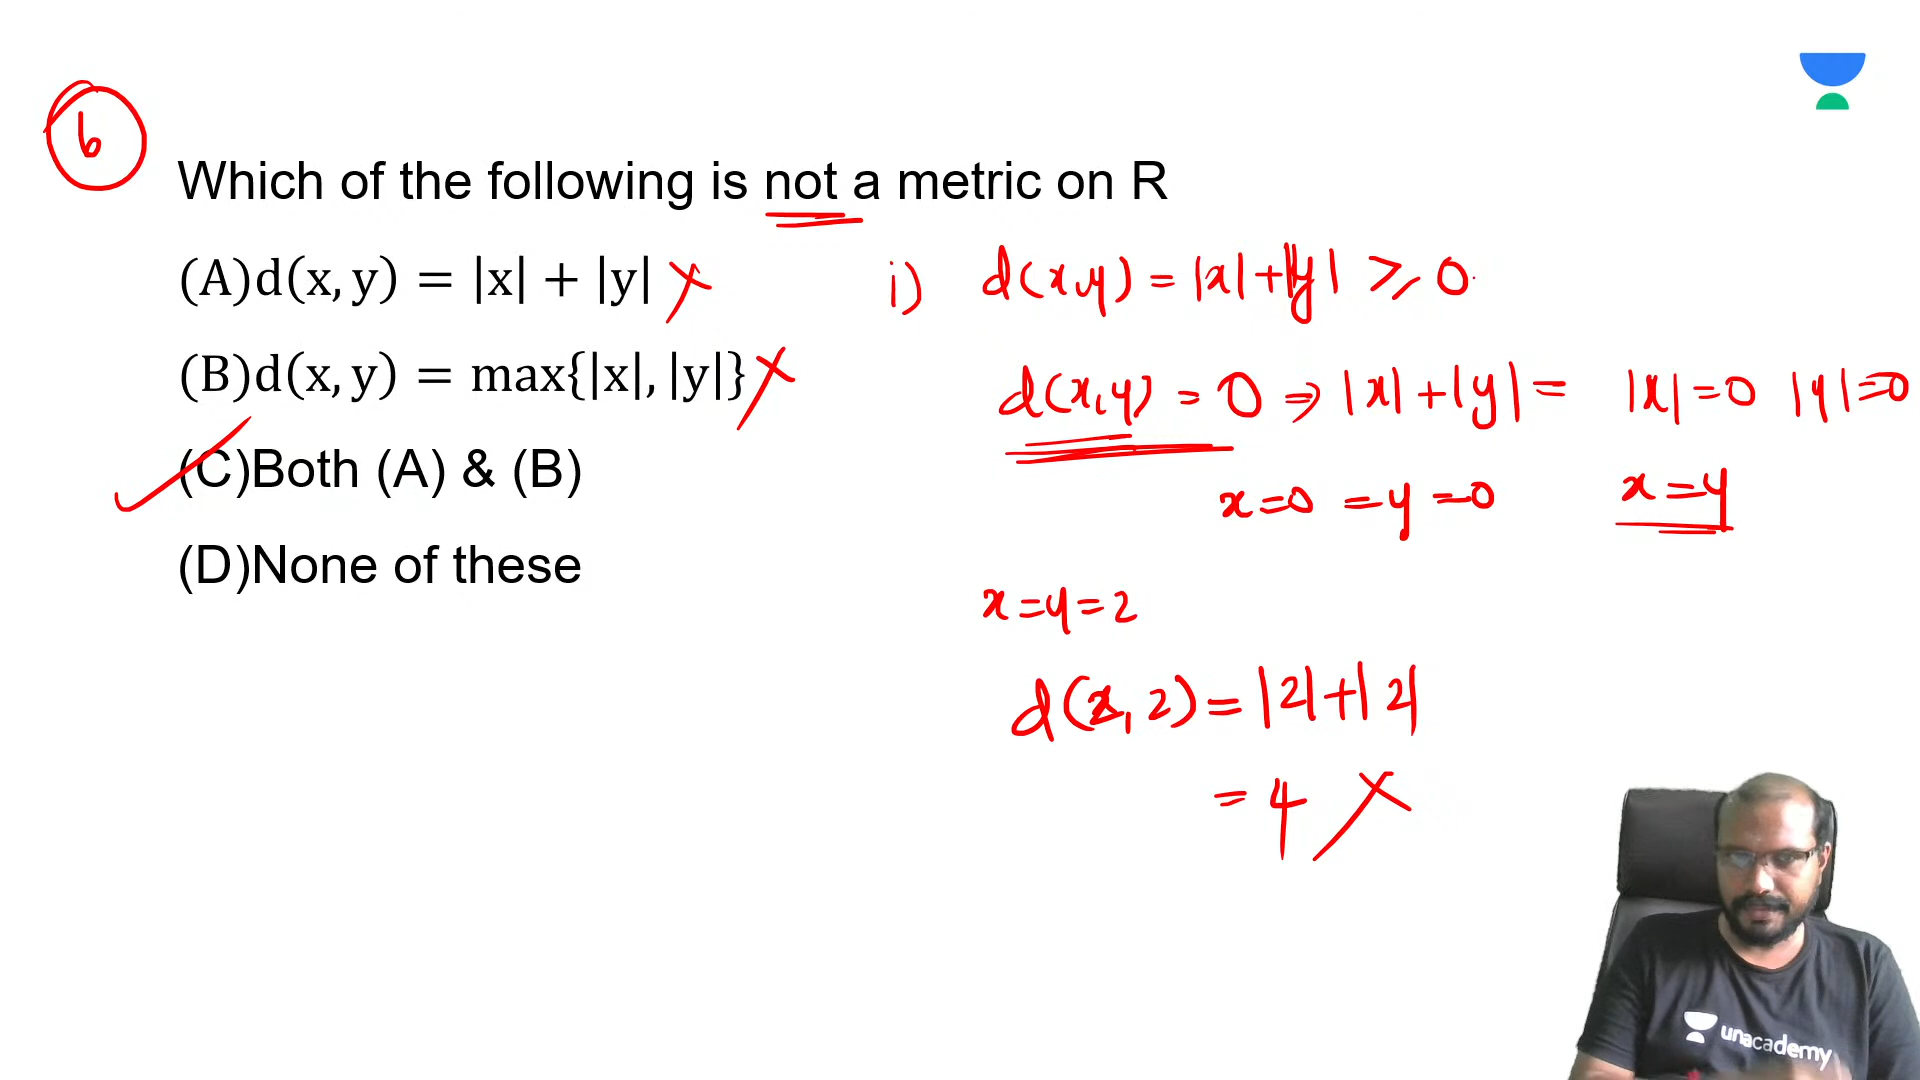 6
Which of the following is not a metric on R
(A)d(x, y) = |x| + |y| ×
(B)d(x, y) = max{|x|, |y|} ×
(C)Both (A) & (B)
(D)None of these
i) d(x,y) = |x| + |y| ≥ 0
d(x,y) = 0 ⇒ |x| + |y| = |x| = 0 |y| = 0
x = 0 = y = 0 x = y
x = y = 2
d(2, 2) = |2| + |2|
= 4 ×
unacademy